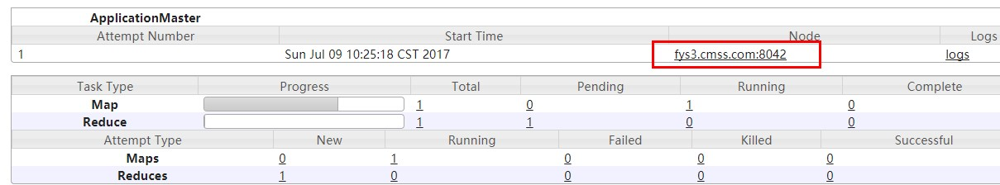 ApplicationMaster
Attempt Number Start Time Node Logs
1 Sun Jul 09 10:25:18 CST 2017 fys3.cmss.com:8042 logs
Task Type Progress Total Pending Running Complete
Map 1 0 1 0
Reduce 1 1 0 0
Attempt Type New Running Failed Killed Successful
Maps 0 1 0 0 0
Reduces 1 0 0 0 0